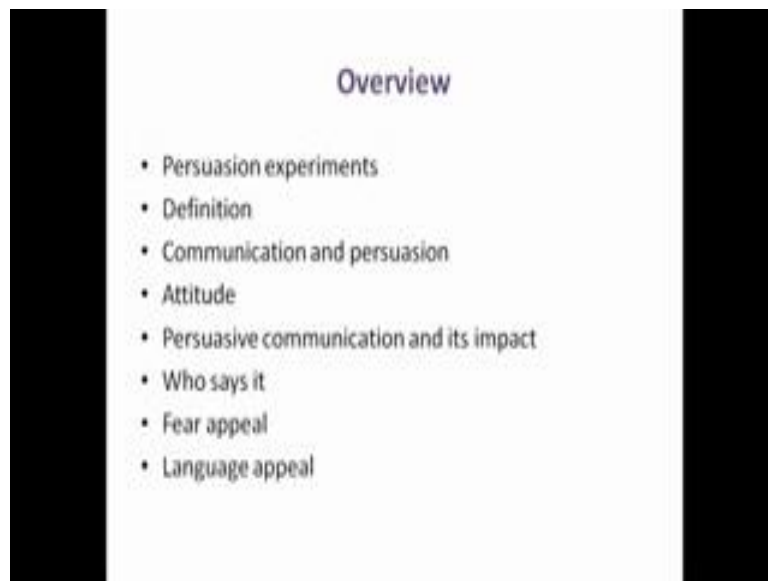 Overview
• Persuasion experiments
• Definition
• Communication and persuasion
• Attitude
• Persuasive communication and its impact
• Who says it
• Fear appeal
• Language appeal